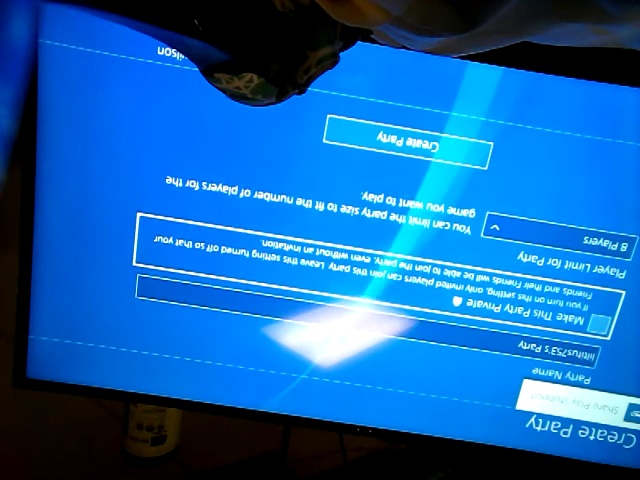 Create Party
Share Play
Party Name
littitus753's Party
Make This Party Private
If you turn on this setting, only invited players can join this party. Leave this setting turned off so that your
Friends and their Friends will be able to join the party, even without an invitation.
Player Limit for Party
8 Players
You can limit the party size to fit the number of players for the
game you want to play.
Create Party